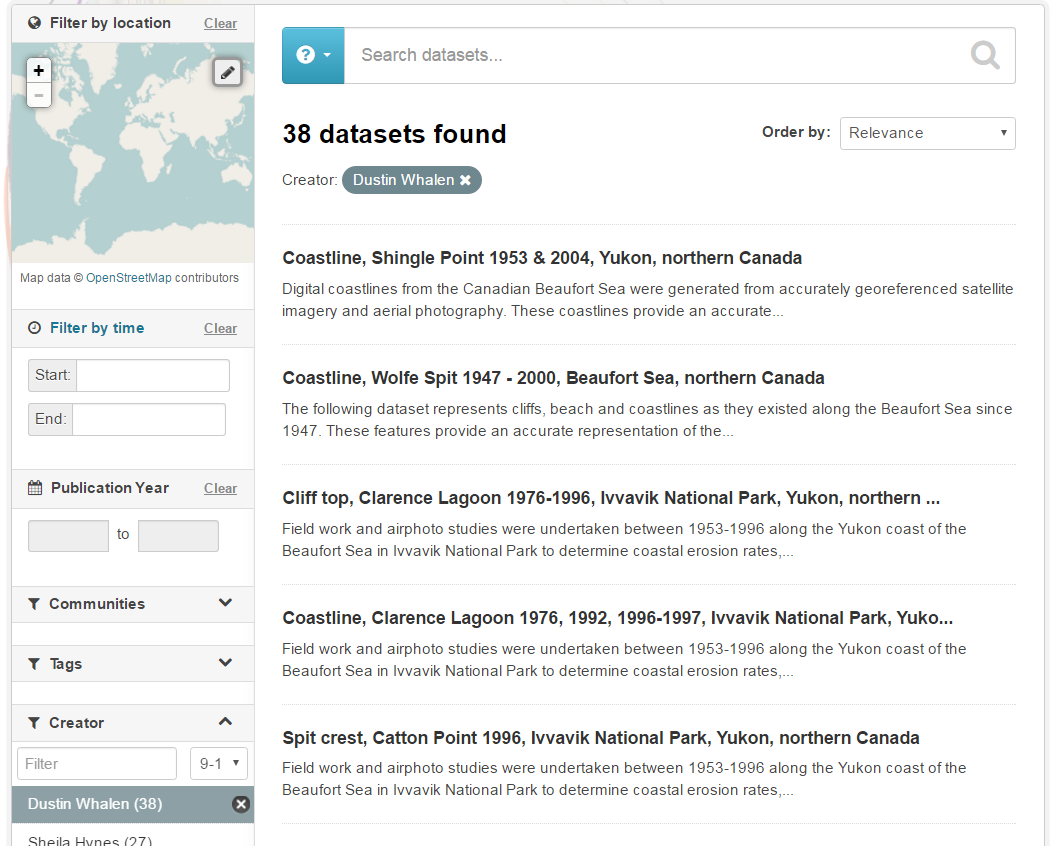 Filter by location Clear
+
−
Map data © OpenStreetMap contributors
Filter by time Clear
Start:
End:
Publication Year Clear
to
Communities
Tags
Creator
Filter 9-1
Dustin Whalen (38)
Sheila Hynes (27)
? Search datasets...
38 datasets found
Order by: Relevance
Creator: Dustin Whalen
Coastline, Shingle Point 1953 & 2004, Yukon, northern Canada
Digital coastlines from the Canadian Beaufort Sea were generated from accurately georeferenced satellite
imagery and aerial photography. These coastlines provide an accurate...
Coastline, Wolfe Spit 1947 - 2000, Beaufort Sea, northern Canada
The following dataset represents cliffs, beach and coastlines as they existed along the Beaufort Sea since
1947. These features provide an accurate representation of the...
Cliff top, Clarence Lagoon 1976-1996, Ivvavik National Park, Yukon, northern ...
Field work and airphoto studies were undertaken between 1953-1996 along the Yukon coast of the
Beaufort Sea in Ivvavik National Park to determine coastal erosion rates,...
Coastline, Clarence Lagoon 1976, 1992, 1996-1997, Ivvavik National Park, Yuko...
Field work and airphoto studies were undertaken between 1953-1996 along the Yukon coast of the
Beaufort Sea in Ivvavik National Park to determine coastal erosion rates,...
Spit crest, Catton Point 1996, Ivvavik National Park, Yukon, northern Canada
Field work and airphoto studies were undertaken between 1953-1996 along the Yukon coast of the
Beaufort Sea in Ivvavik National Park to determine coastal erosion rates,...